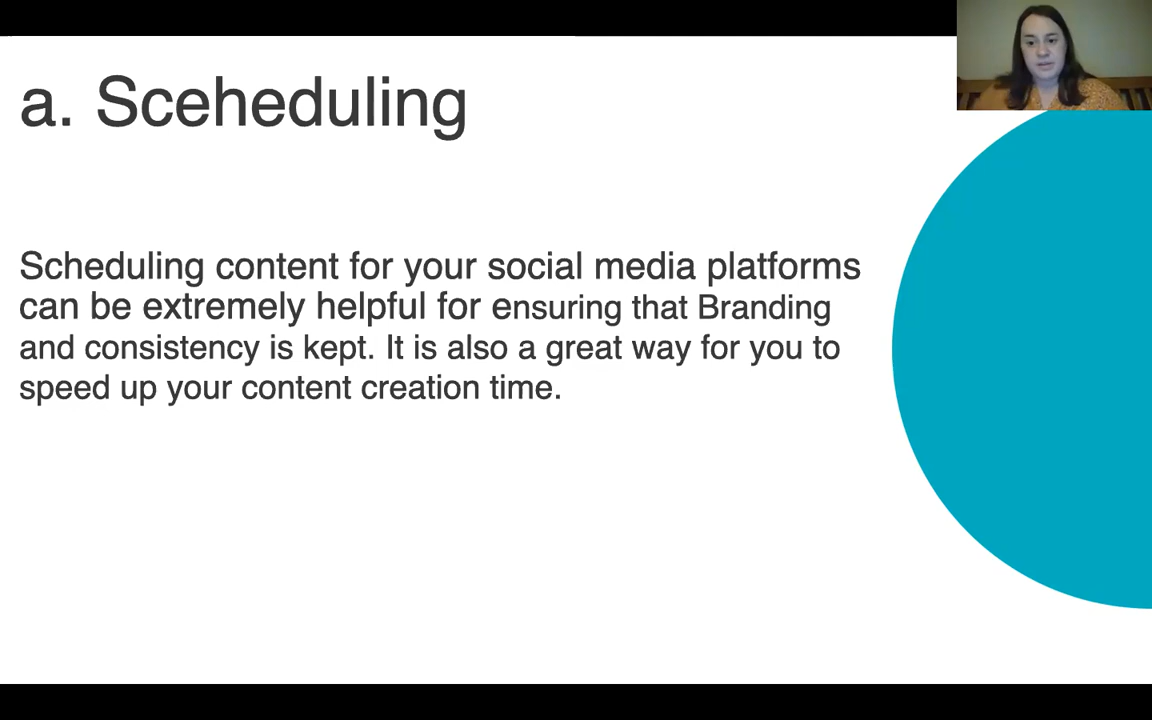 a. Sceheduling
Scheduling content for your social media platforms
can be extremely helpful for ensuring that Branding
and consistency is kept. It is also a great way for you to
speed up your content creation time.